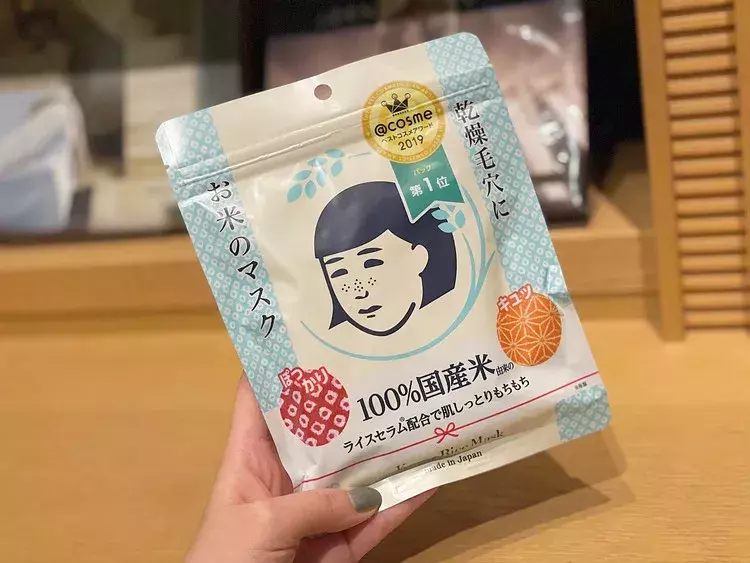 @cosme
ベストコスメアワード
2019
パック
第1位
乾燥毛穴に
お米のマスク
ぽっかり
キュッ
100%国産米由来の
ライスセラム配合で肌しっとりもちもち
Rice Mask
made in Japan